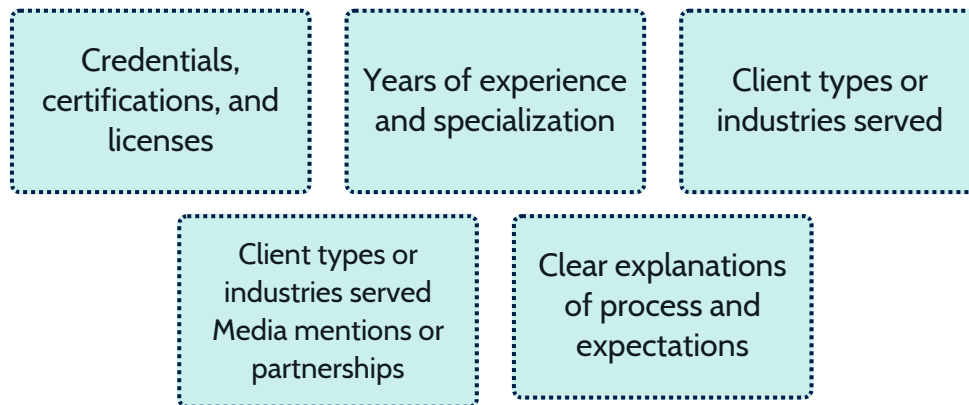 Credentials,
certifications, and
licenses
Years of experience
and specialization
Client types or
industries served
Client types or
industries served
Media mentions or
partnerships
Clear explanations
of process and
expectations